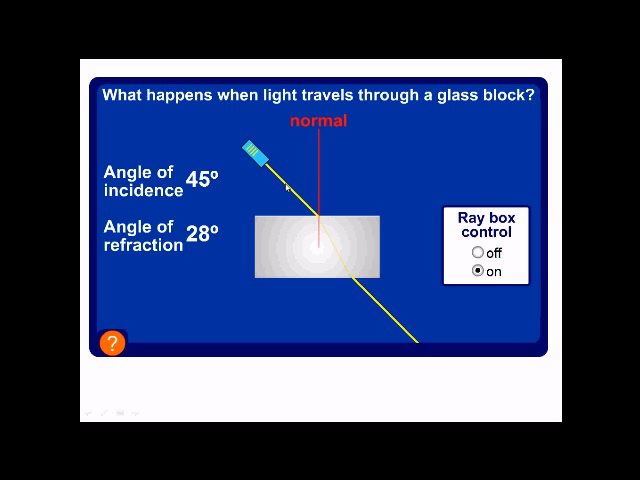 What happens when light travels through a glass block?
normal
Angle of
incidence 45º
Angle of
refraction 28º
Ray box
control
off
on
?